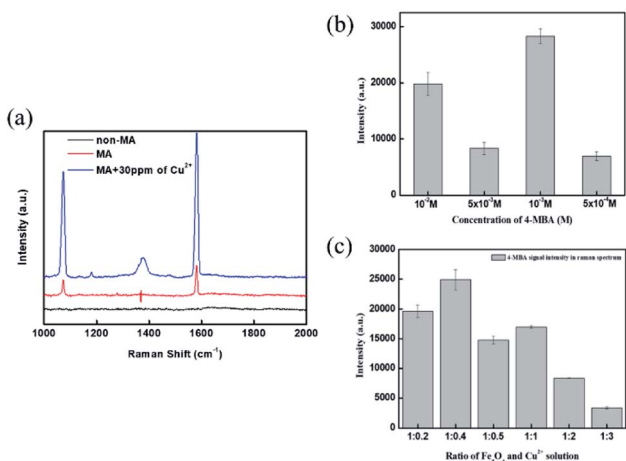 (a)
Intensity (a.u.)
non-MA
MA
MA+30ppm of Cu²⁺
1000 1200 1400 1600 1800 2000
Raman Shift (cm⁻¹)
(b)
Intensity (a.u.)
30000
20000
10000
0
10⁻²M 5x10⁻³M 10⁻³M 5x10⁻⁴M
Concentration of 4-MBA (M)
(c)
Intensity (a.u.)
30000
25000
20000
15000
10000
5000
0
4-MBA signal intensity in raman spectrum
1:0.2 1:0.4 1:0.5 1:1 1:2 1:3
Ratio of Fe₃O₄ and Cu²⁺ solution